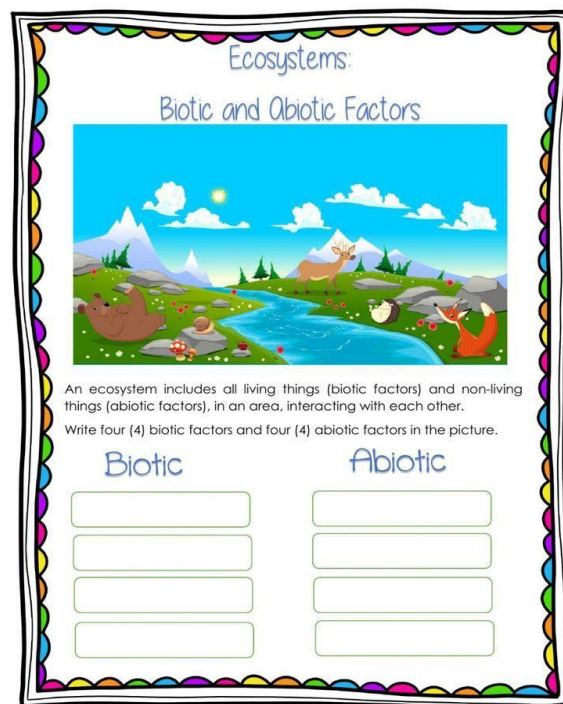 Ecosystems:
Biotic and Abiotic Factors
An ecosystem includes all living things (biotic factors) and non-living
things (abiotic factors), in an area, interacting with each other.
Write four (4) biotic factors and four (4) abiotic factors in the picture.
Biotic
Abiotic